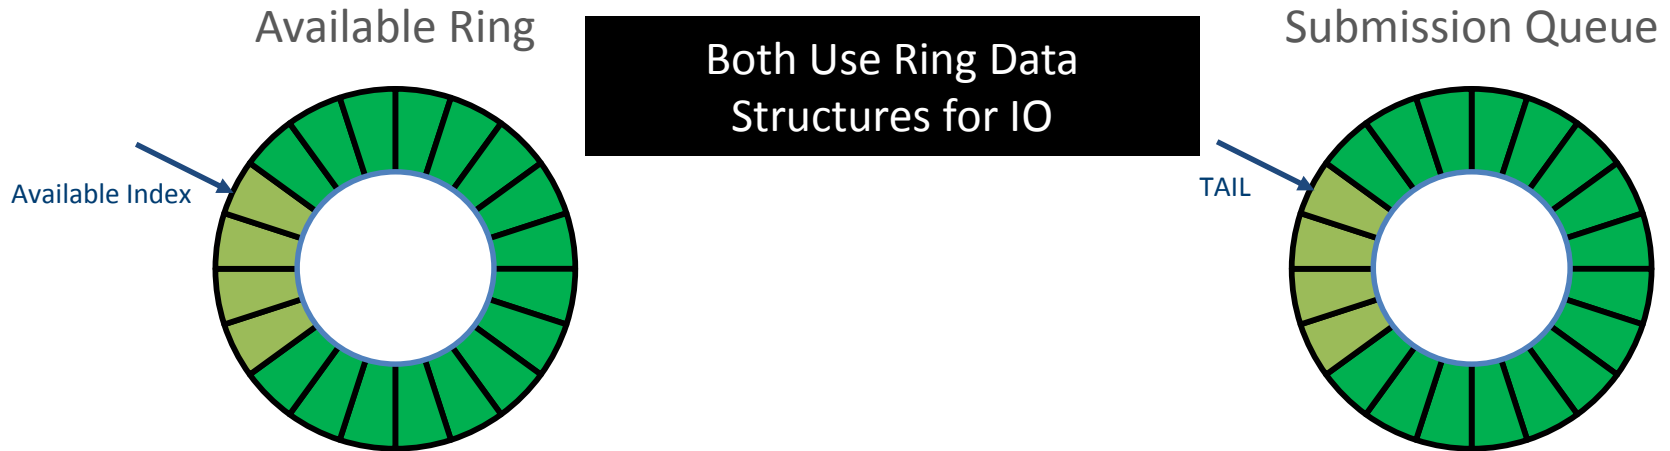 Available Ring
Both Use Ring Data
Structures for IO
Submission Queue
Available Index
TAIL